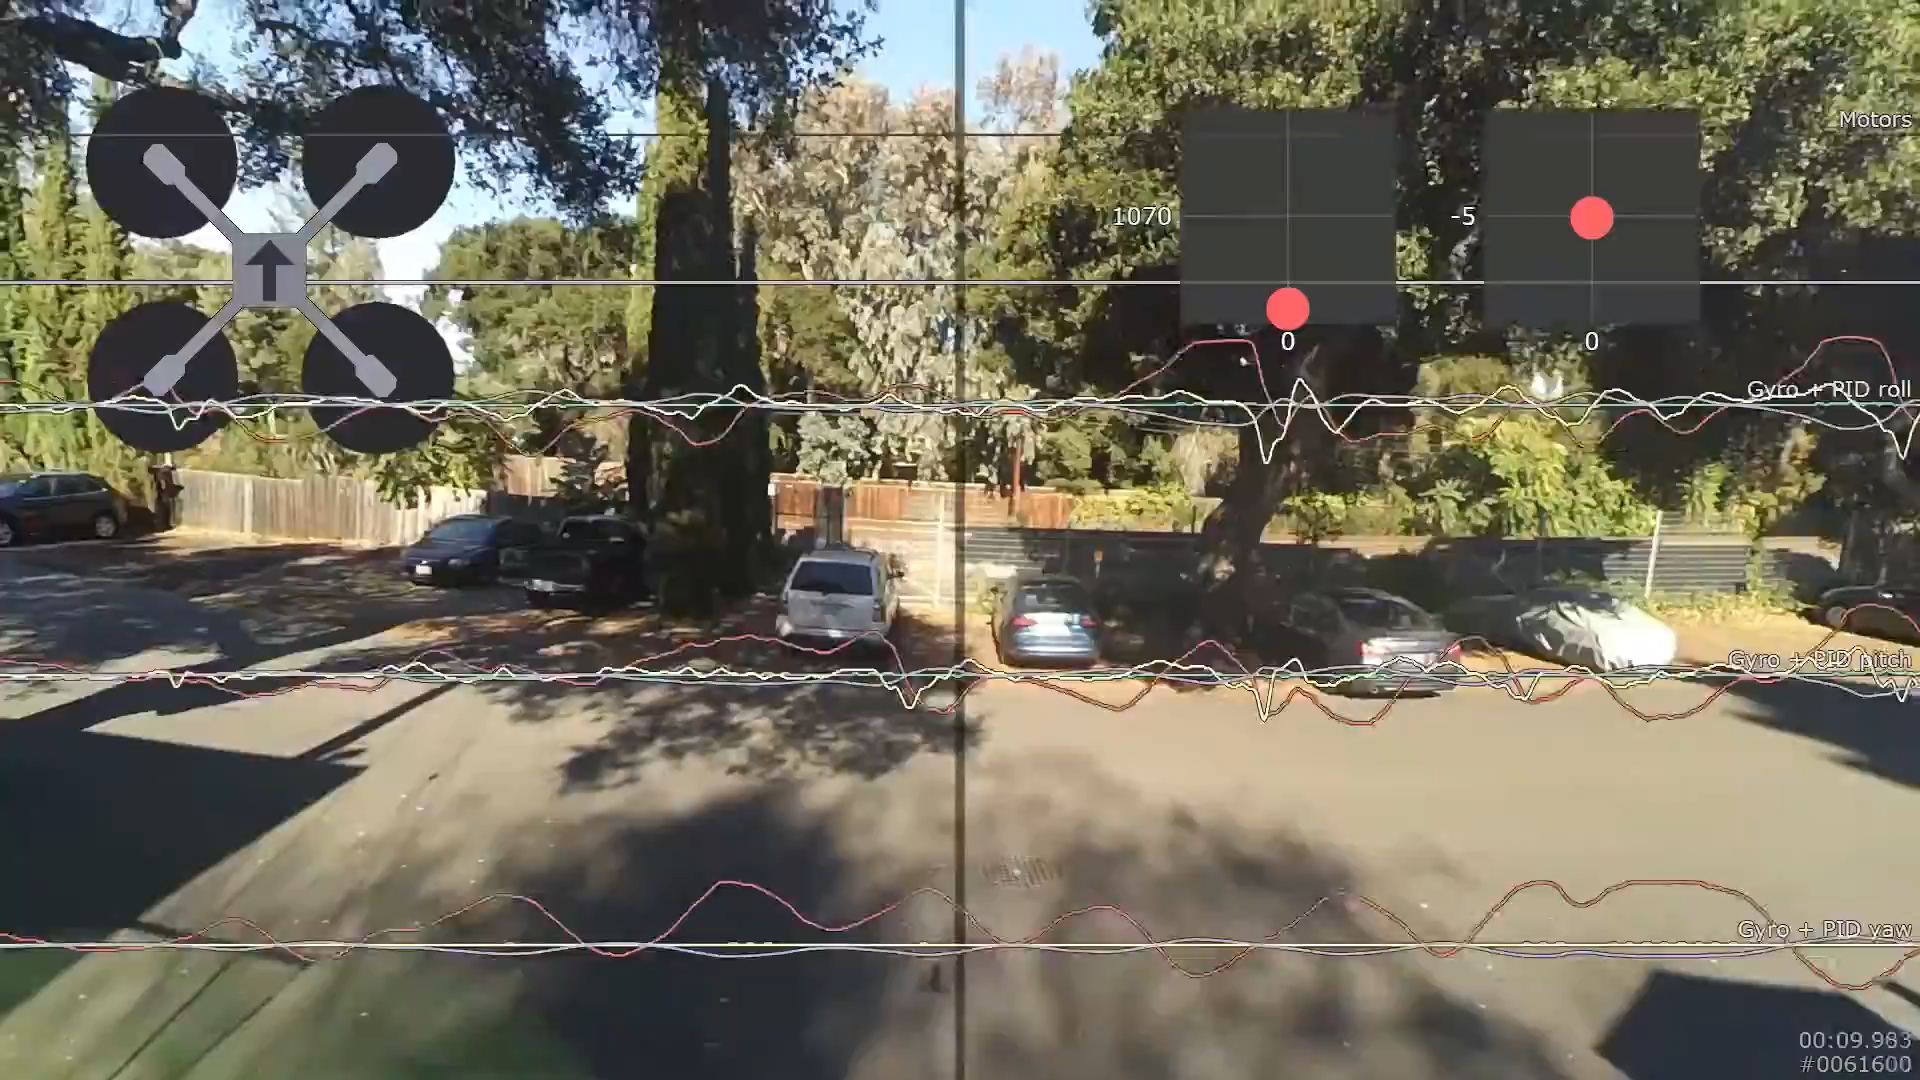 Motors
1070
-5
0
0
Gyro + PID roll
Gyro + PID pitch
Gyro + PID yaw
00:09.983
#0061600